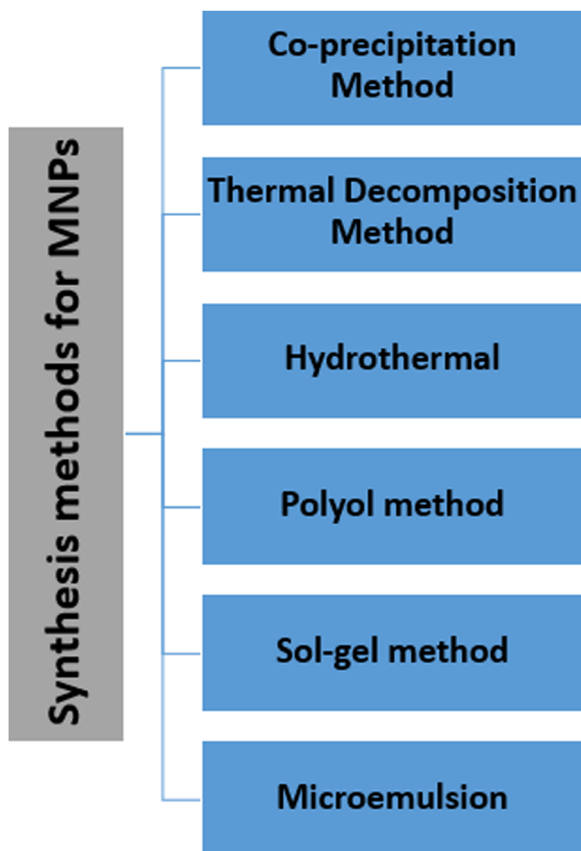 Synthesis methods for MNPs
Co-precipitation
Method
Thermal Decomposition
Method
Hydrothermal
Polyol method
Sol-gel method
Microemulsion